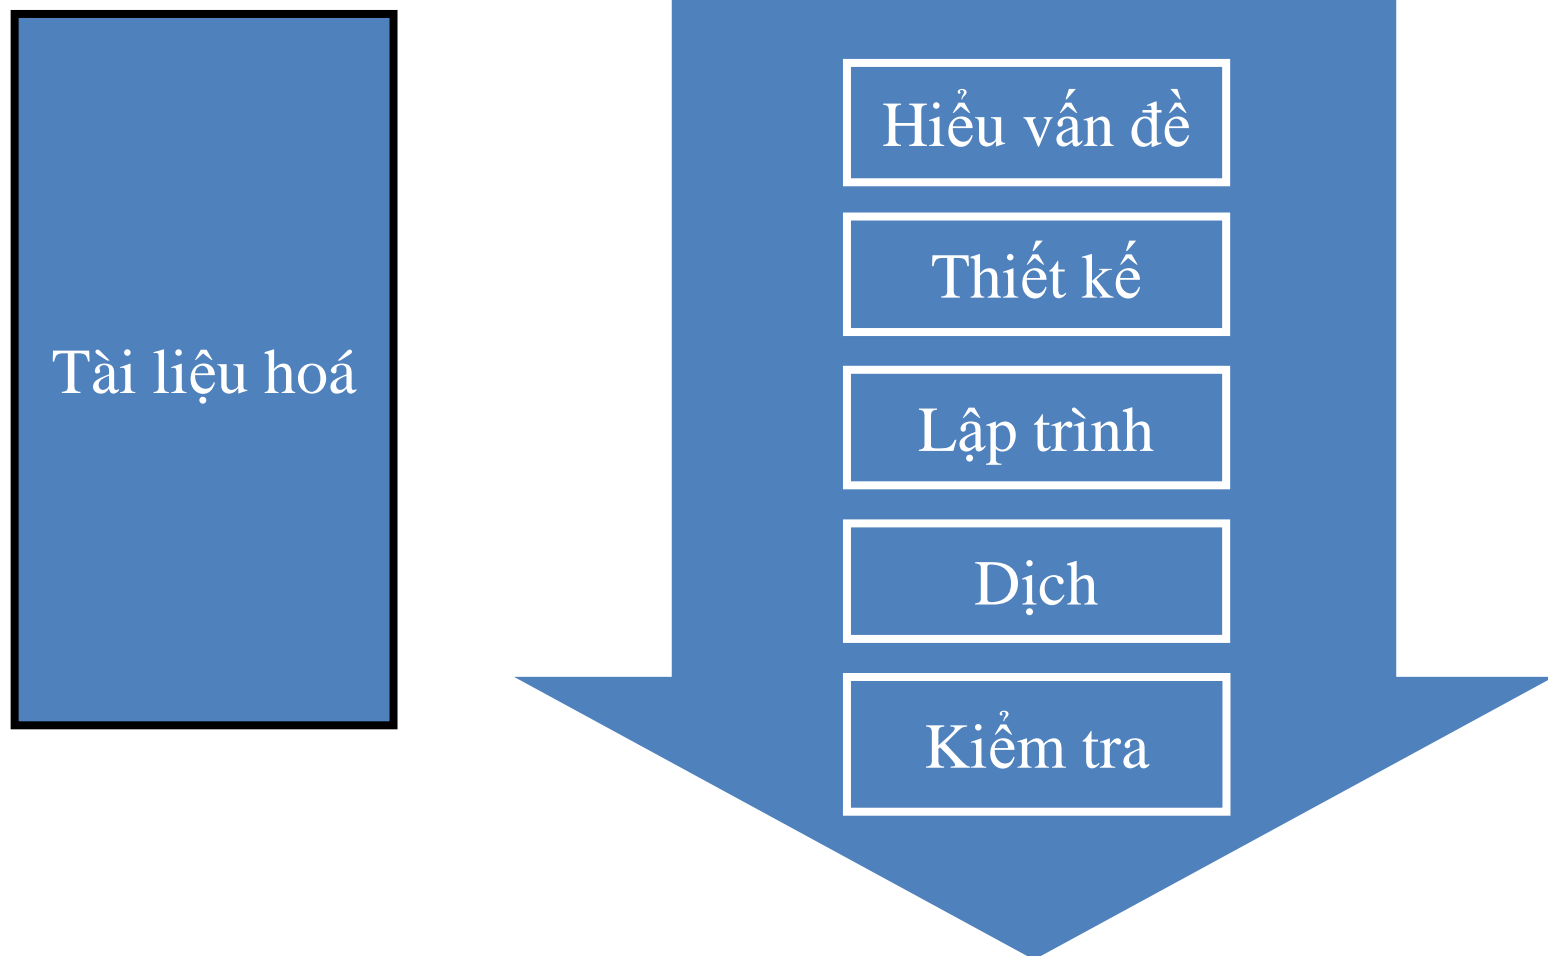 Tài liệu hoá
Hiểu vấn đề
Thiết kế
Lập trình
Dịch
Kiểm tra